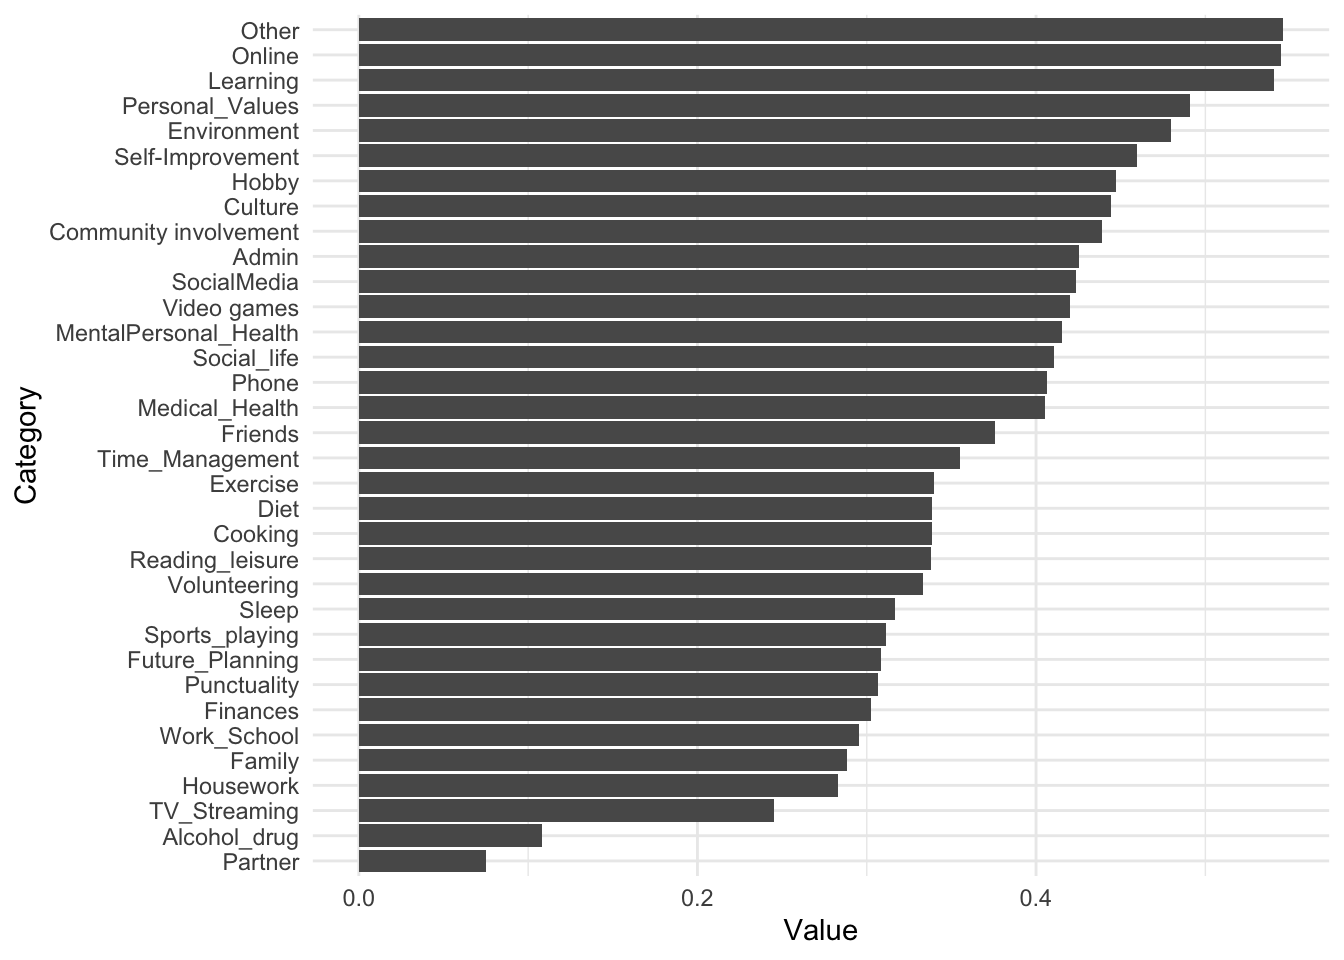 Other
Online
Learning
Personal_Values
Environment
Self-Improvement
Hobby
Culture
Community involvement
Admin
SocialMedia
Video games
MentalPersonal_Health
Social_life
Phone
Medical_Health
Friends
Time_Management
Exercise
Diet
Cooking
Reading_leisure
Volunteering
Sleep
Sports_playing
Future_Planning
Punctuality
Finances
Work_School
Family
Housework
TV_Streaming
Alcohol_drug
Partner
Category
0.0 0.2 0.4
Value